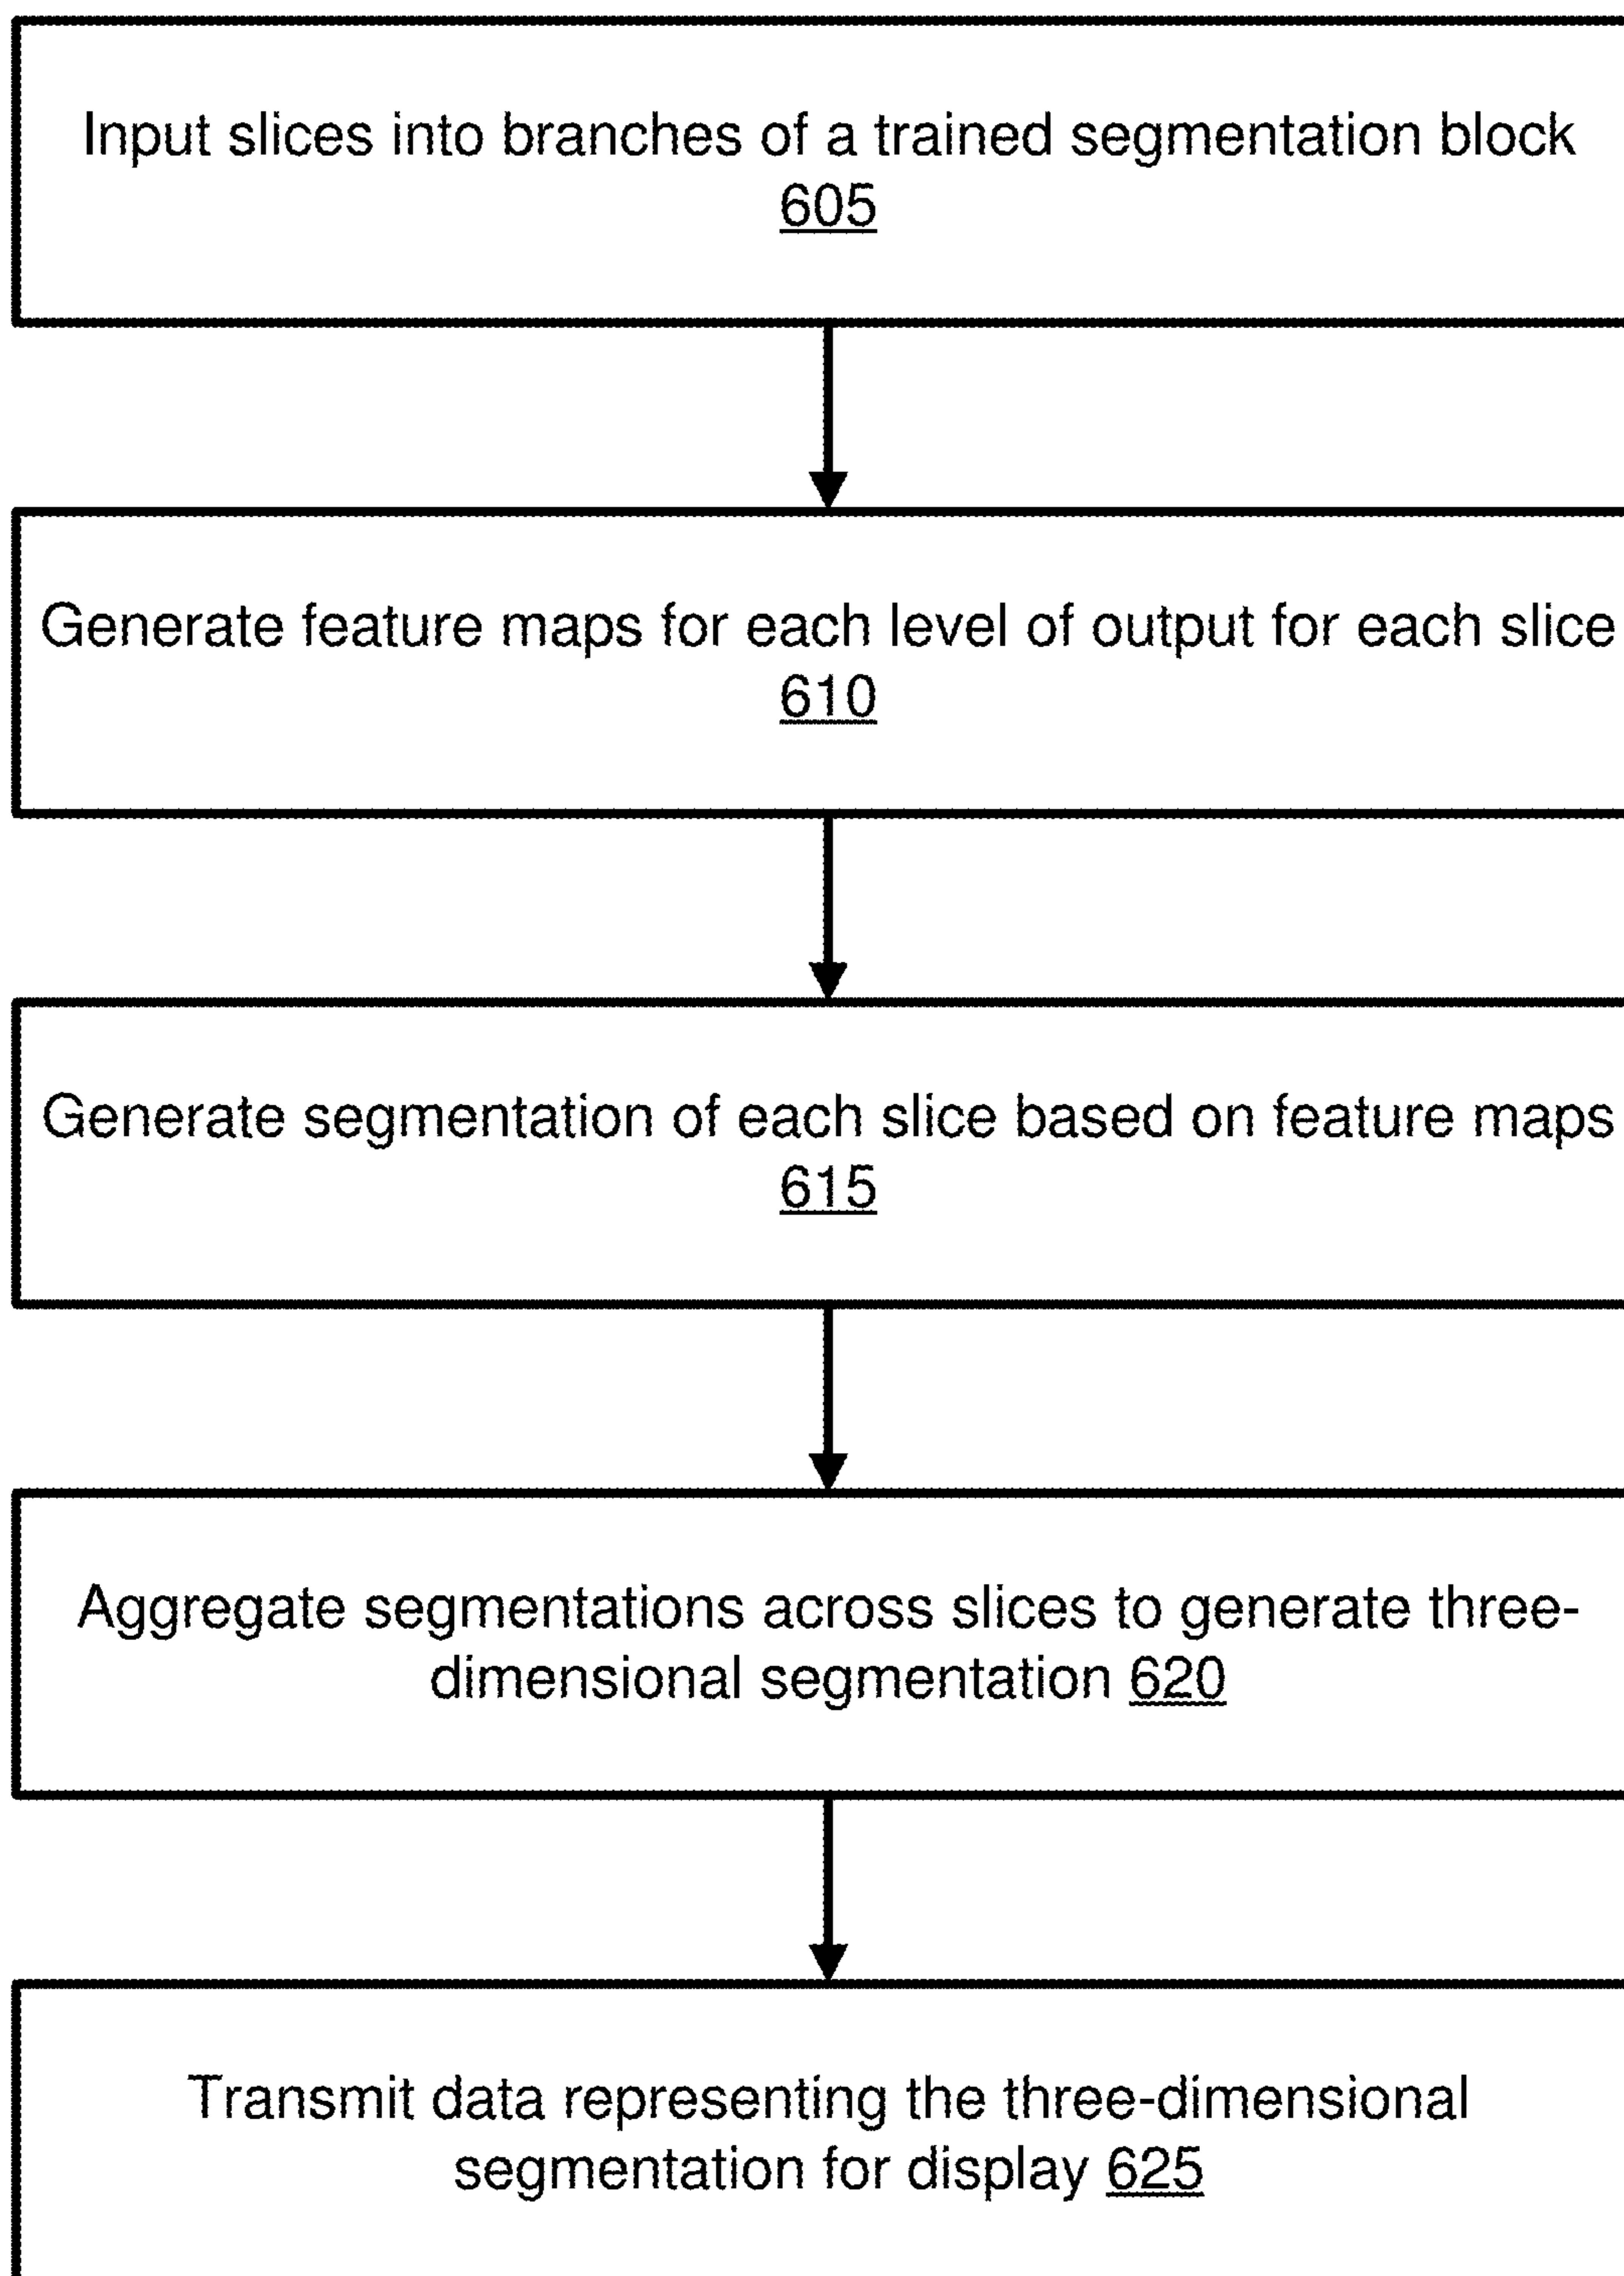 Input slices into branches of a trained segmentation block
605
Generate feature maps for each level of output for each slice
610
Generate segmentation of each slice based on feature maps
615
Aggregate segmentations across slices to generate three-
dimensional segmentation 620
Transmit data representing the three-dimensional
segmentation for display 625